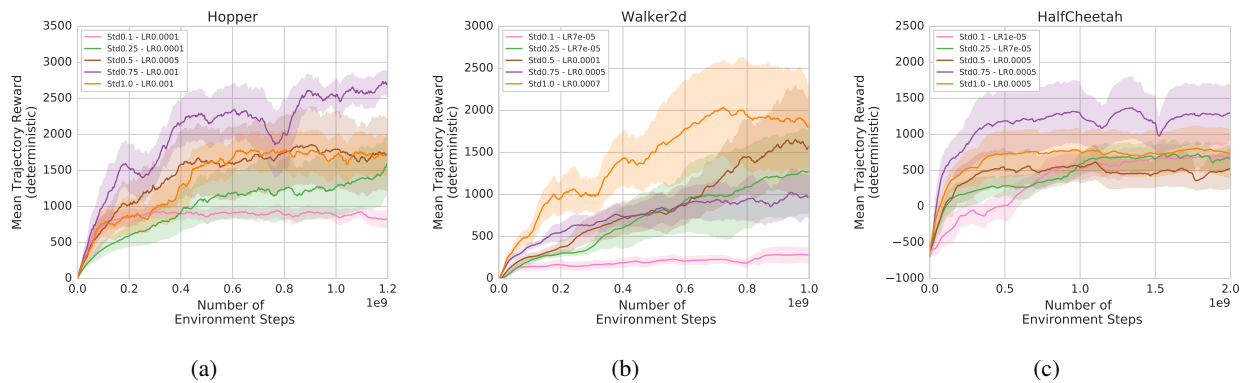 Hopper
3500
3000
2500
2000
1500
1000
500
0
Mean Trajectory Reward
(deterministic)
Std0.1 - LR0.0001
Std0.25 - LR0.0001
Std0.5 - LR0.0005
Std0.75 - LR0.001
Std1.0 - LR0.001
0.0 0.2 0.4 0.6 0.8 1.0 1.2
1e9
Number of
Environment Steps
(a)
Walker2d
3000
2500
2000
1500
1000
500
0
Mean Trajectory Reward
(deterministic)
Std0.1 - LR7e-05
Std0.25 - LR7e-05
Std0.5 - LR0.0001
Std0.75 - LR0.0005
Std1.0 - LR0.0007
0.0 0.2 0.4 0.6 0.8 1.0
1e9
Number of
Environment Steps
(b)
HalfCheetah
2500
2000
1500
1000
500
0
−500
−1000
Mean Trajectory Reward
(deterministic)
Std0.1 - LR1e-05
Std0.25 - LR7e-05
Std0.5 - LR0.0005
Std0.75 - LR0.0005
Std1.0 - LR0.0005
0.0 0.5 1.0 1.5 2.0
1e9
Number of
Environment Steps
(c)